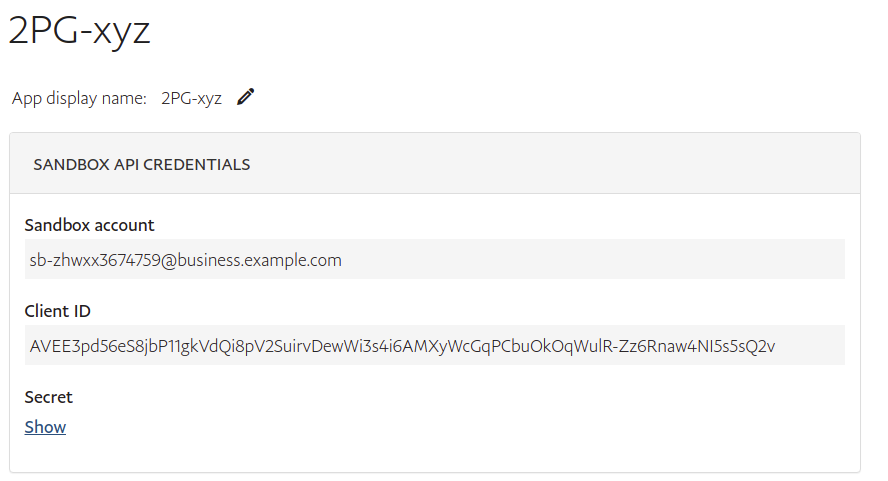 2PG-xyz
App display name: 2PG-xyz
SANDBOX API CREDENTIALS
Sandbox account
sb-zhwxx3674759@business.example.com
Client ID
AVEE3pd56eS8jbP11gkVdQi8pV2SuirvDewWi3s4i6AMXyWcGqPCbuOkOqWulR-Zz6Rnaw4NI5s5sQ2v
Secret
Show